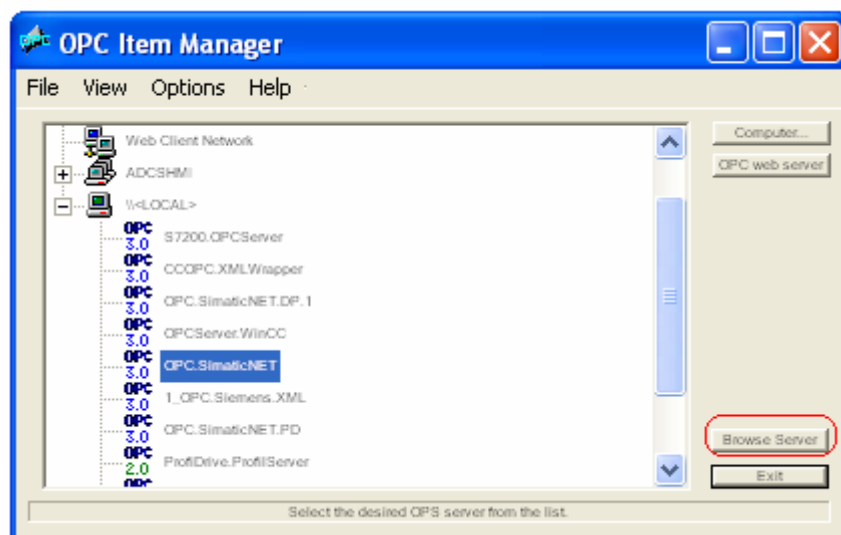 OPC Item Manager
File View Options Help
Web Client Network
ADCSHMI
\\<LOCAL>
OPC 3.0 S7200.OPCServer
OPC 3.0 CCOPC.XMLWrapper
OPC 3.0 OPC.SimaticNET.DP.1
OPC 3.0 OPCServer.WinCC
OPC 3.0 OPC.SimaticNET
OPC 3.0 1_OPC.Siemens.XML
OPC 3.0 OPC.SimaticNET.PD
OPC 2.0 ProfiDrive.ProfilServer
OPC
Computer...
OPC web server
Browse Server
Exit
Select the desired OPS server from the list.